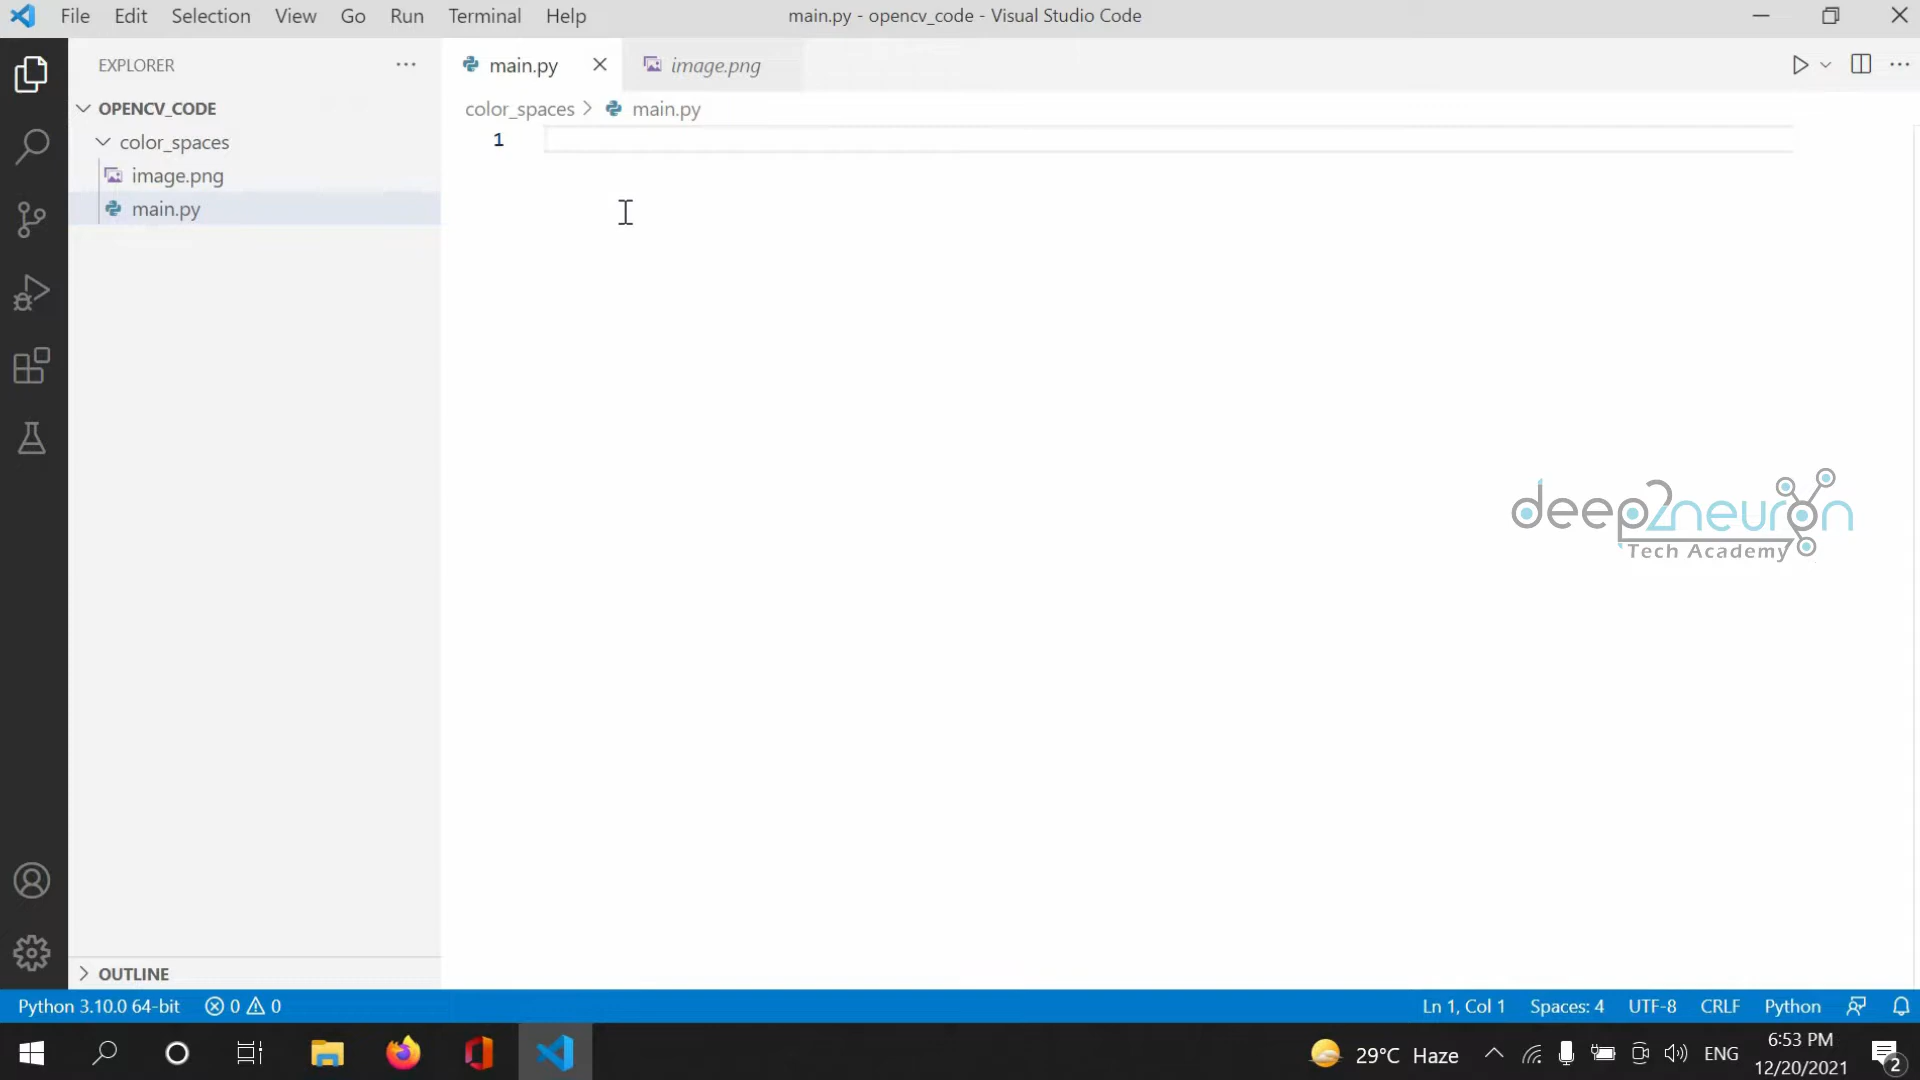 File Edit Selection View Go Run Terminal Help
main.py - opencv_code - Visual Studio Code
EXPLORER
main.py
image.png
OPENCV_CODE
color_spaces > main.py
color_spaces
1
image.png
main.py
deep2neuron
Tech Academy
OUTLINE
Python 3.10.0 64-bit 0 0
Ln 1, Col 1 Spaces: 4 UTF-8 CRLF Python
29°C Haze
ENG
6:53 PM
12/20/2021
2